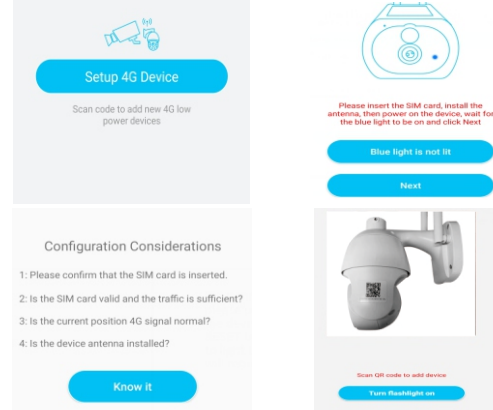 Setup 4G Device
Scan code to add new 4G low
power devices
Please insert the SIM card, install the
antenna, then power on the device, wait for
the blue light to be on and click Next
Blue light is not lit
Next
Configuration Considerations
1: Please confirm that the SIM card is inserted.
2: Is the SIM card valid and the traffic is sufficient?
3: Is the current position 4G signal normal?
4: Is the device antenna installed?
Know it
Scan QR code to add device
Turn flashlight on